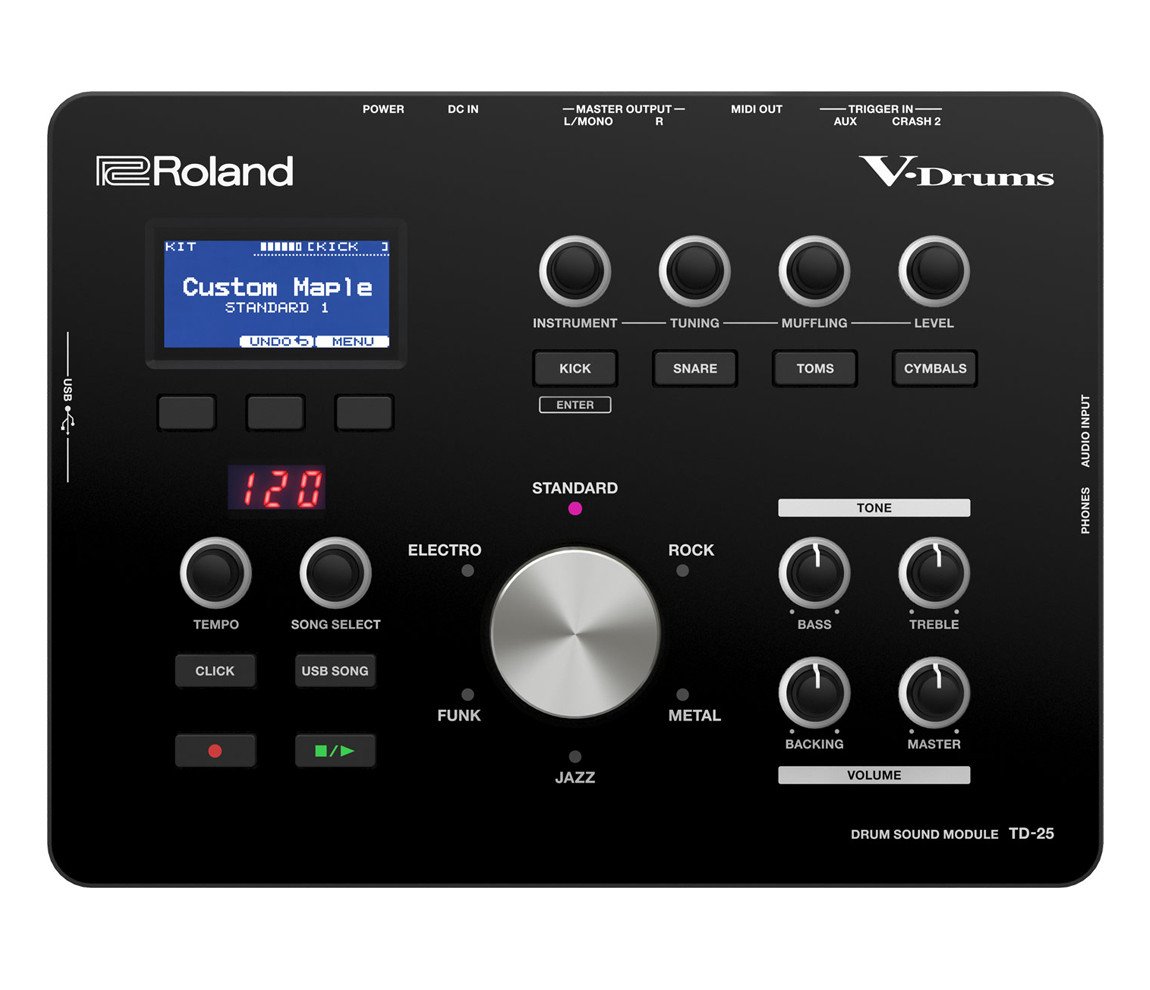 POWER DC IN MASTER OUTPUT MIDI OUT TRIGGER IN
L/MONO R AUX CRASH 2
Roland V-Drums
KIT [KICK ]
Custom Maple
STANDARD 1
UNDO MENU
INSTRUMENT TUNING MUFFLING LEVEL
KICK SNARE TOMS CYMBALS
ENTER
USB
AUDIO INPUT
PHONES
120
TEMPO SONG SELECT
CLICK USB SONG
STANDARD
ELECTRO ROCK
FUNK METAL
JAZZ
TONE
BASS TREBLE
BACKING MASTER
VOLUME
DRUM SOUND MODULE TD-25